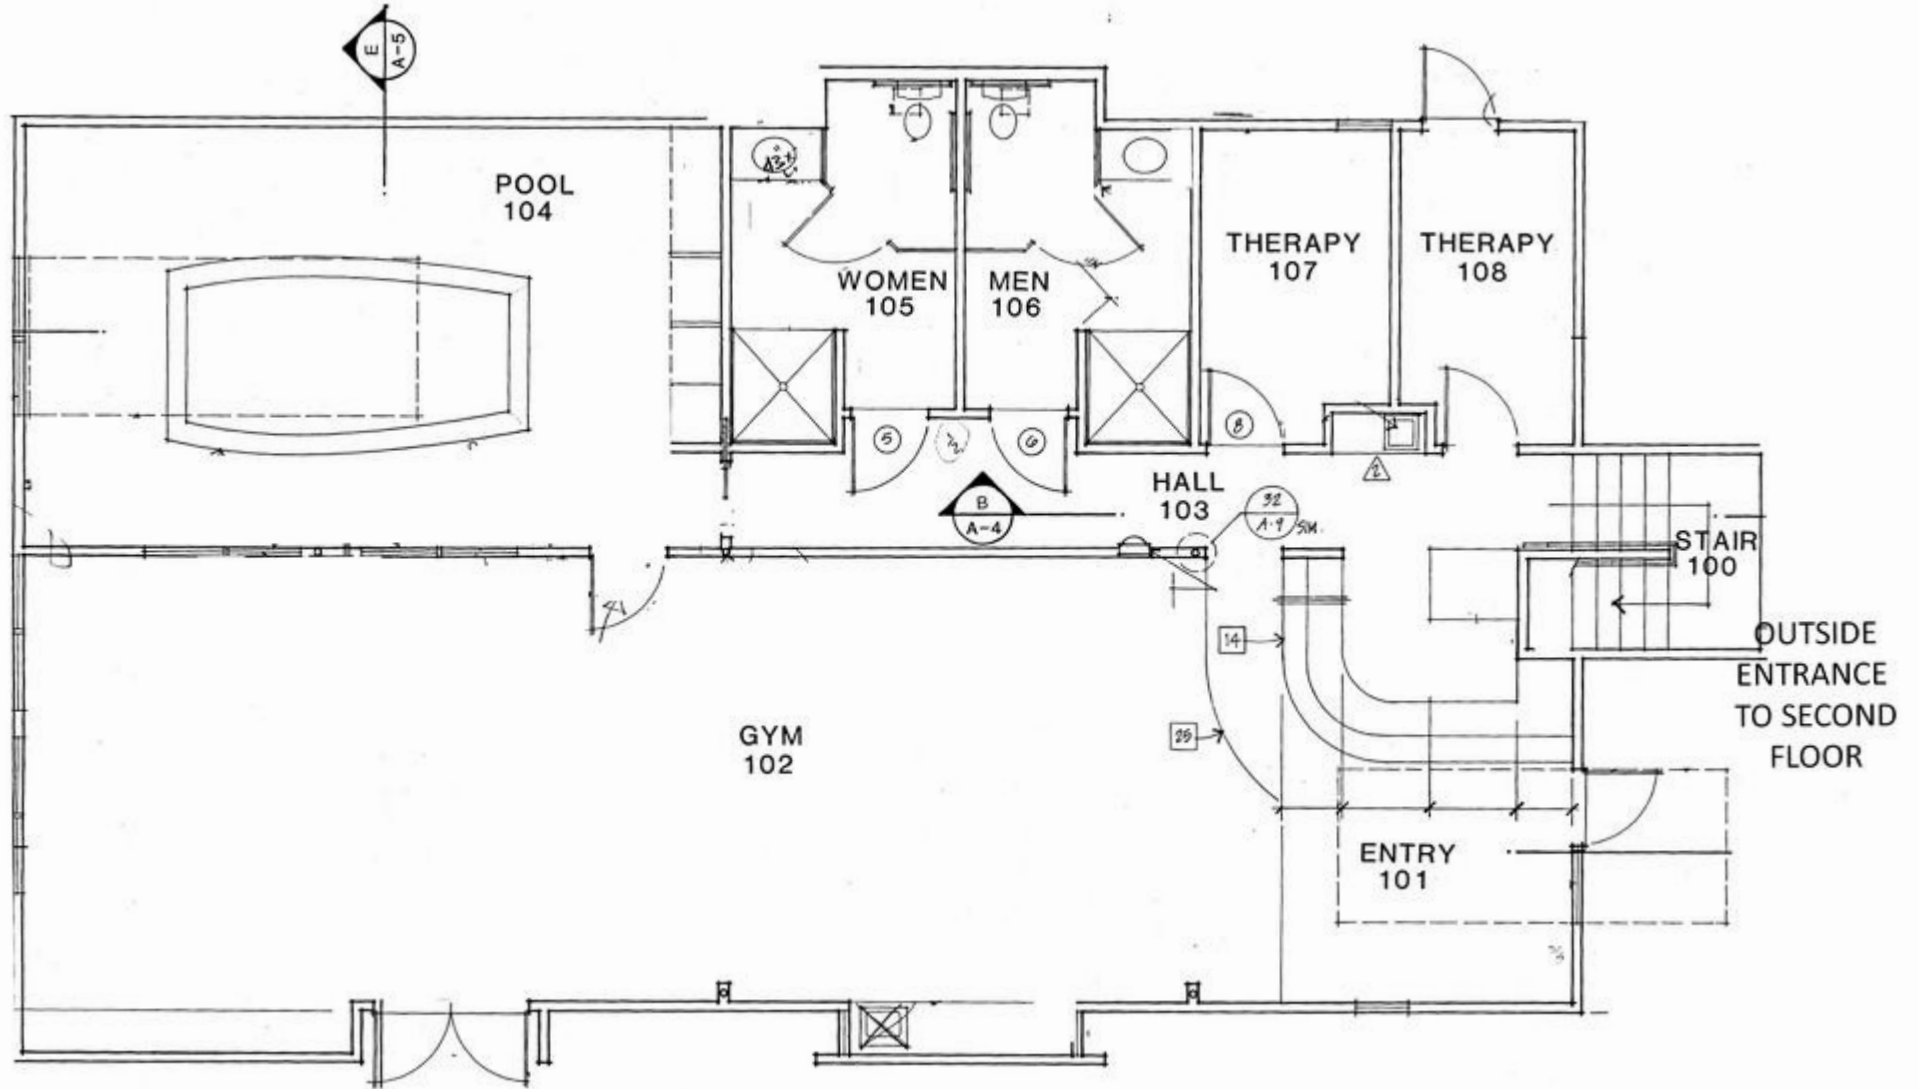 E
A-5
POOL
104
WOMEN
105
MEN
106
THERAPY
107
THERAPY
108
5
6
8
2
HALL
103
B
A-4
32
A-9
SIM.
STAIR
100
14
25
GYM
102
ENTRY
101
OUTSIDE
ENTRANCE
TO SECOND
FLOOR